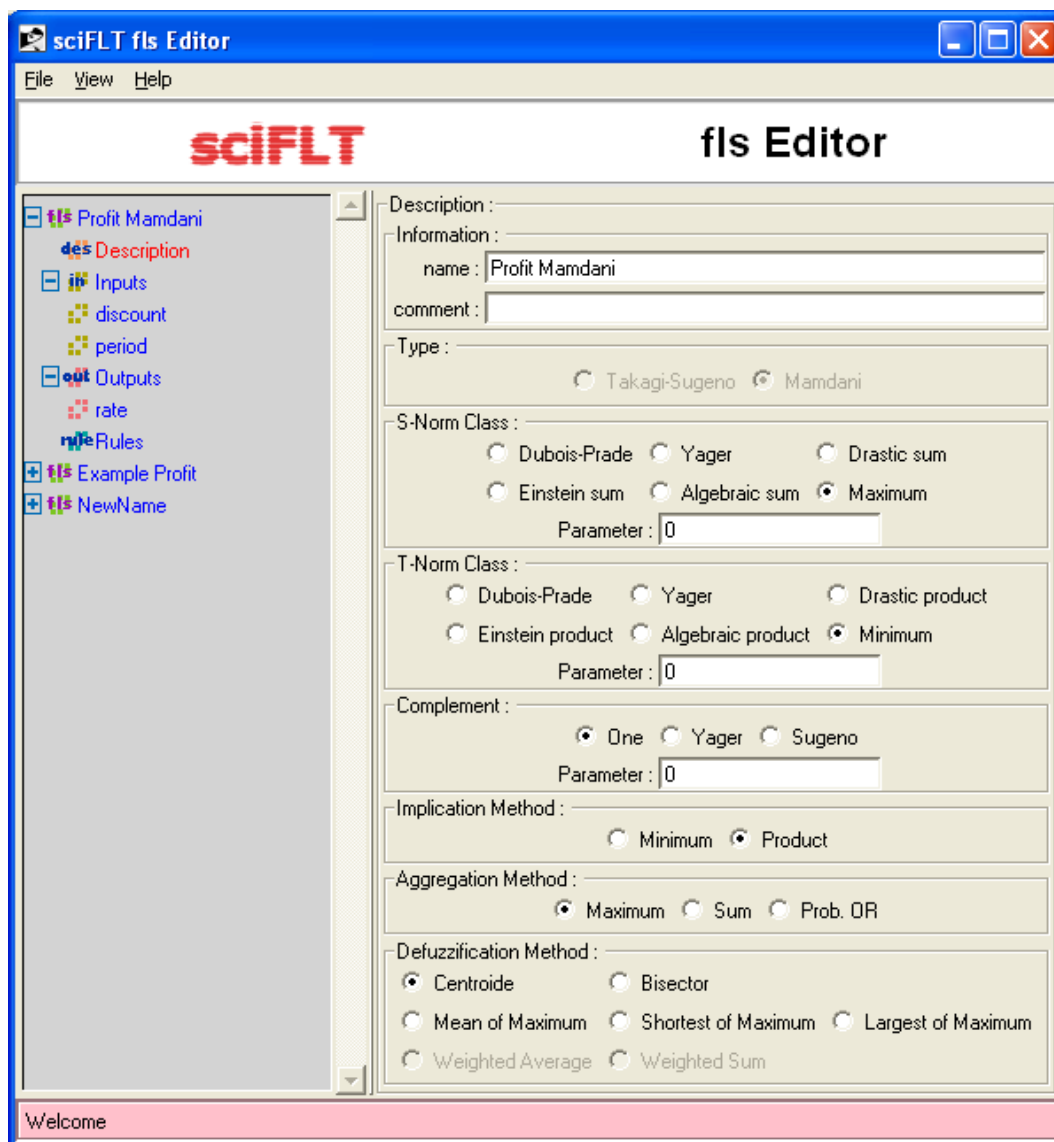 sciFLT fls Editor
File View Help
sciFLT fls Editor
fls Profit Mamdani
des Description
in Inputs
discount
period
out Outputs
rate
rule Rules
fls Example Profit
fls NewName
Description :
Information :
name : Profit Mamdani
comment :
Type :
Takagi-Sugeno Mamdani
S-Norm Class :
Dubois-Prade Yager Drastic sum
Einstein sum Algebraic sum Maximum
Parameter : 0
T-Norm Class :
Dubois-Prade Yager Drastic product
Einstein product Algebraic product Minimum
Parameter : 0
Complement :
One Yager Sugeno
Parameter : 0
Implication Method :
Minimum Product
Aggregation Method :
Maximum Sum Prob. OR
Defuzzification Method :
Centroide Bisector
Mean of Maximum Shortest of Maximum Largest of Maximum
Weighted Average Weighted Sum
Welcome